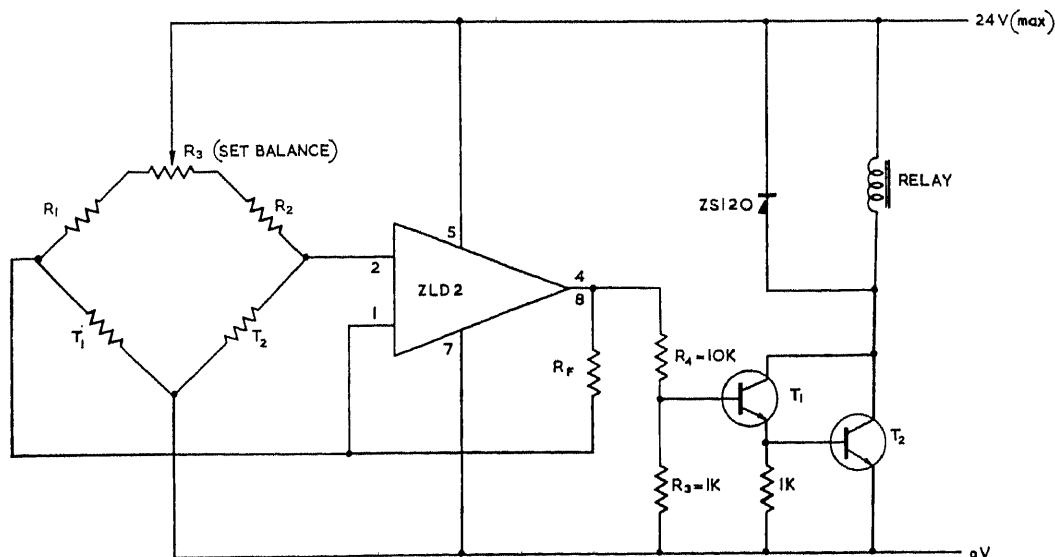 24V(max)
R3 (SET BALANCE)
R1
R2
ZS120
RELAY
5
2
4
ZLD2
8
1
T1
T2
7
RF
R4=10K
T1
T2
R3=1K
1K
0V